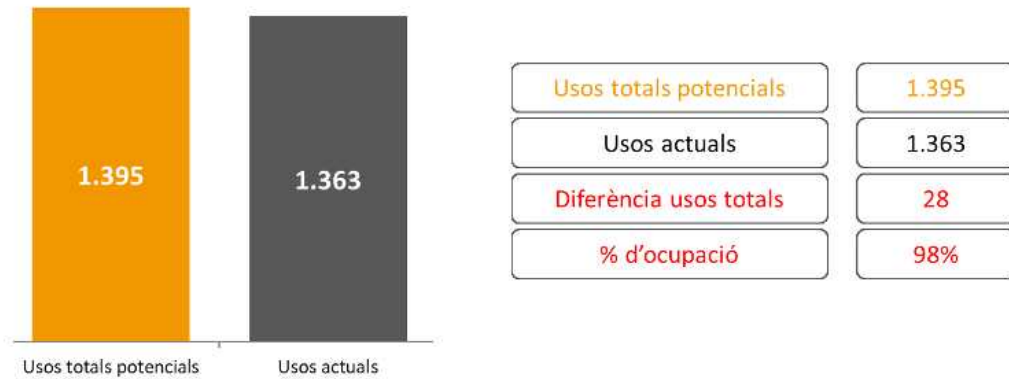 1.395
1.363
Usos totals potencials
Usos actuals
Usos totals potencials 1.395
Usos actuals 1.363
Diferència usos totals 28
% d'ocupació 98%